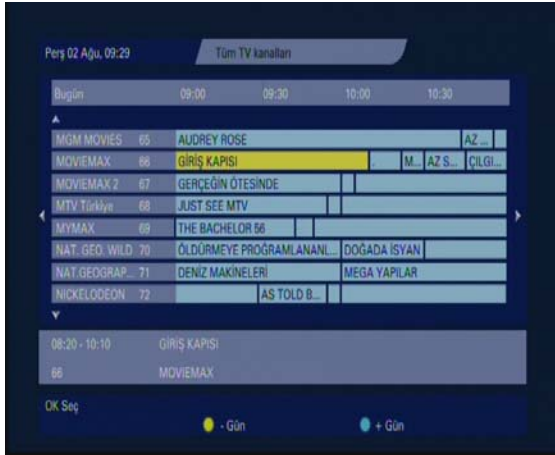 Perş 02 Ağu, 09:29 Tüm TV kanalları
Bugün 09:00 09:30 10:00 10:30
MGM MOVIES 65 AUDREY ROSE AZ ...
MOVIEMAX 66 GİRİŞ KAPISI . M... AZ S... ÇILGI...
MOVIEMAX 2 67 GERÇEĞİN ÖTESİNDE
MTV Türkiye 68 JUST SEE MTV
MYMAX 69 THE BACHELOR 56
NAT. GEO. WILD 70 ÖLDÜRMEYE PROĞRAMLANANL... DOĞADA İSYAN
NAT.GEOGRAP... 71 DENİZ MAKİNELERİ MEGA YAPILAR
NICKELODEON 72 AS TOLD B...
08:20 - 10:10 GİRİŞ KAPISI
66 MOVIEMAX
OK Seç
- Gün + Gün